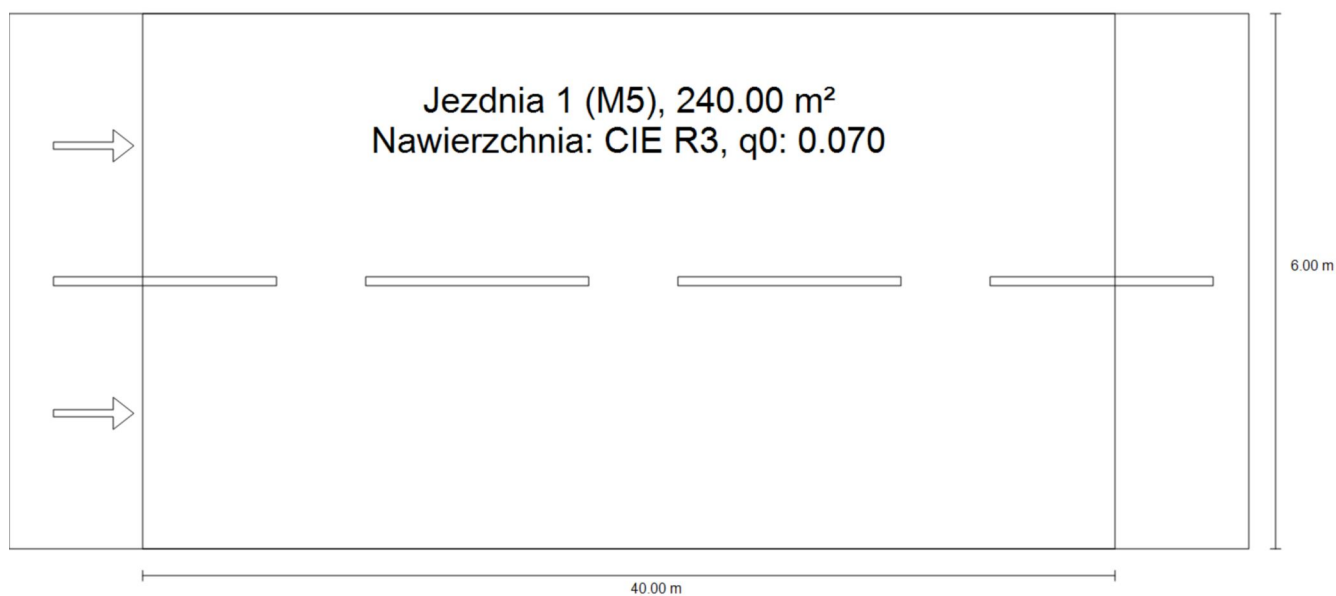 Jezdnia 1 (M5), 240.00 m²
Nawierzchnia: CIE R3, q0: 0.070
6.00 m
40.00 m